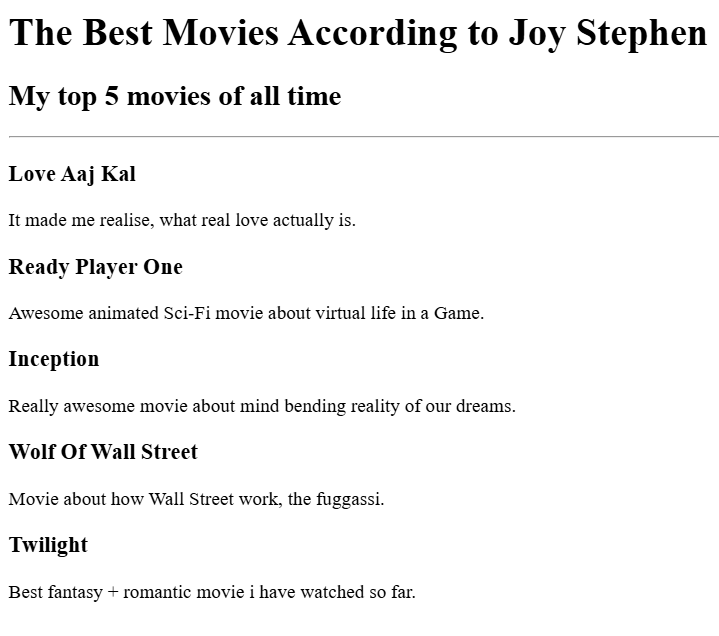 The Best Movies According to Joy Stephen
My top 5 movies of all time
Love Aaj Kal
It made me realise, what real love actually is.
Ready Player One
Awesome animated Sci-Fi movie about virtual life in a Game.
Inception
Really awesome movie about mind bending reality of our dreams.
Wolf Of Wall Street
Movie about how Wall Street work, the fuggassi.
Twilight
Best fantasy + romantic movie i have watched so far.